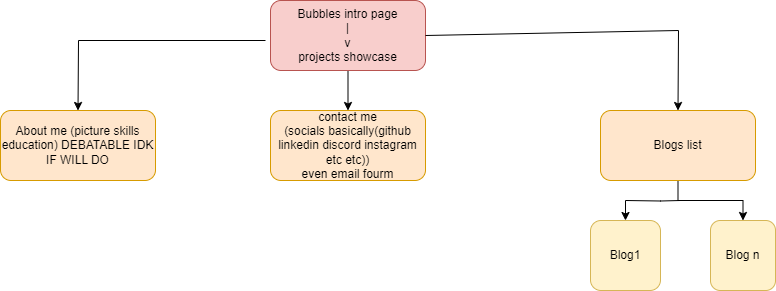 Bubbles intro page
|
v
projects showcase
About me (picture skills
education) DEBATABLE IDK
IF WILL DO
contact me
(socials basically(github
linkedin discord instagram
etc etc))
even email fourm
Blogs list
Blog1
Blog n